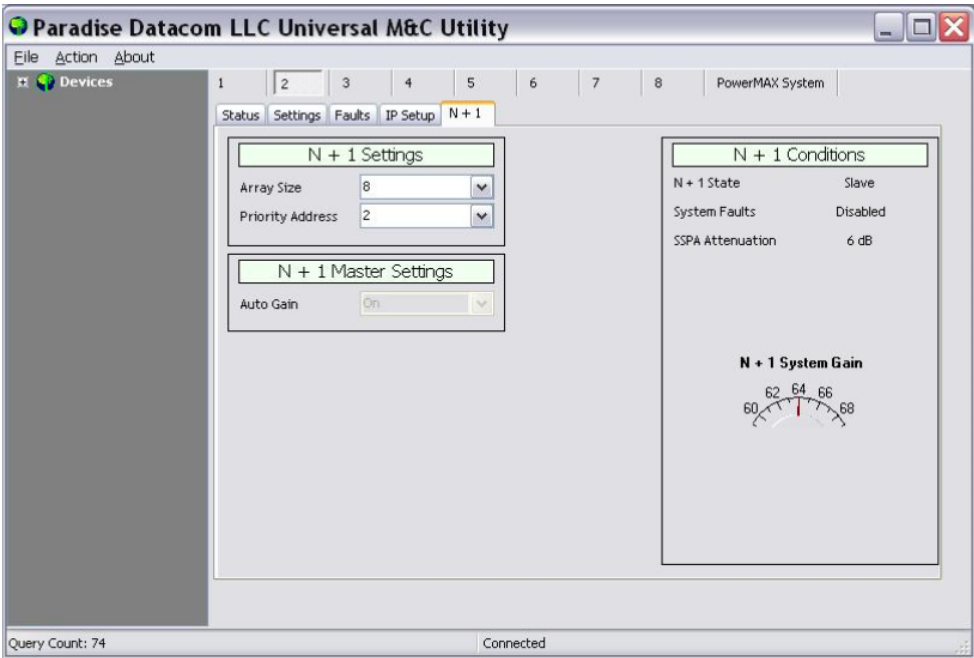 Paradise Datacom LLC Universal M&C Utility
File Action About
Devices
1 2 3 4 5 6 7 8 PowerMAX System
Status Settings Faults IP Setup N + 1
N + 1 Settings
Array Size 8
Priority Address 2
N + 1 Master Settings
Auto Gain On
N + 1 Conditions
N + 1 State Slave
System Faults Disabled
SSPA Attenuation 6 dB
N + 1 System Gain
60 62 64 66 68
Query Count: 74 Connected